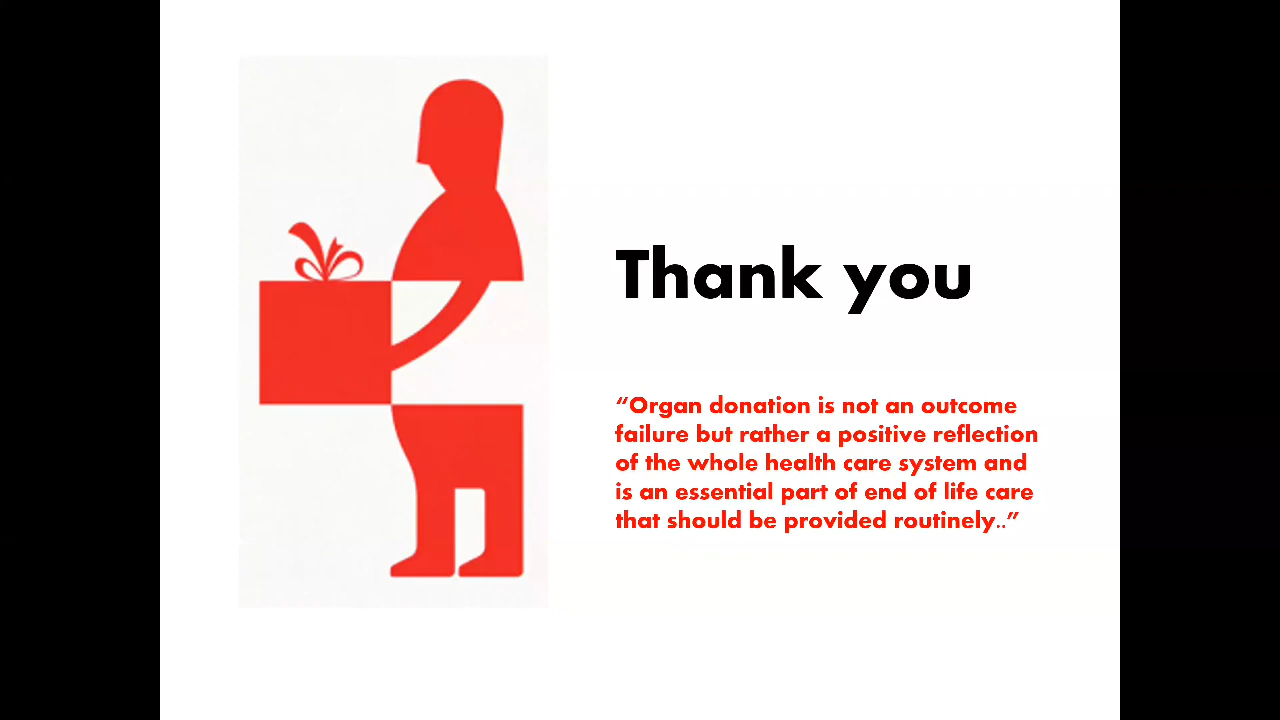 Thank you
“Organ donation is not an outcome
failure but rather a positive reflection
of the whole health care system and
is an essential part of end of life care
that should be provided routinely..”